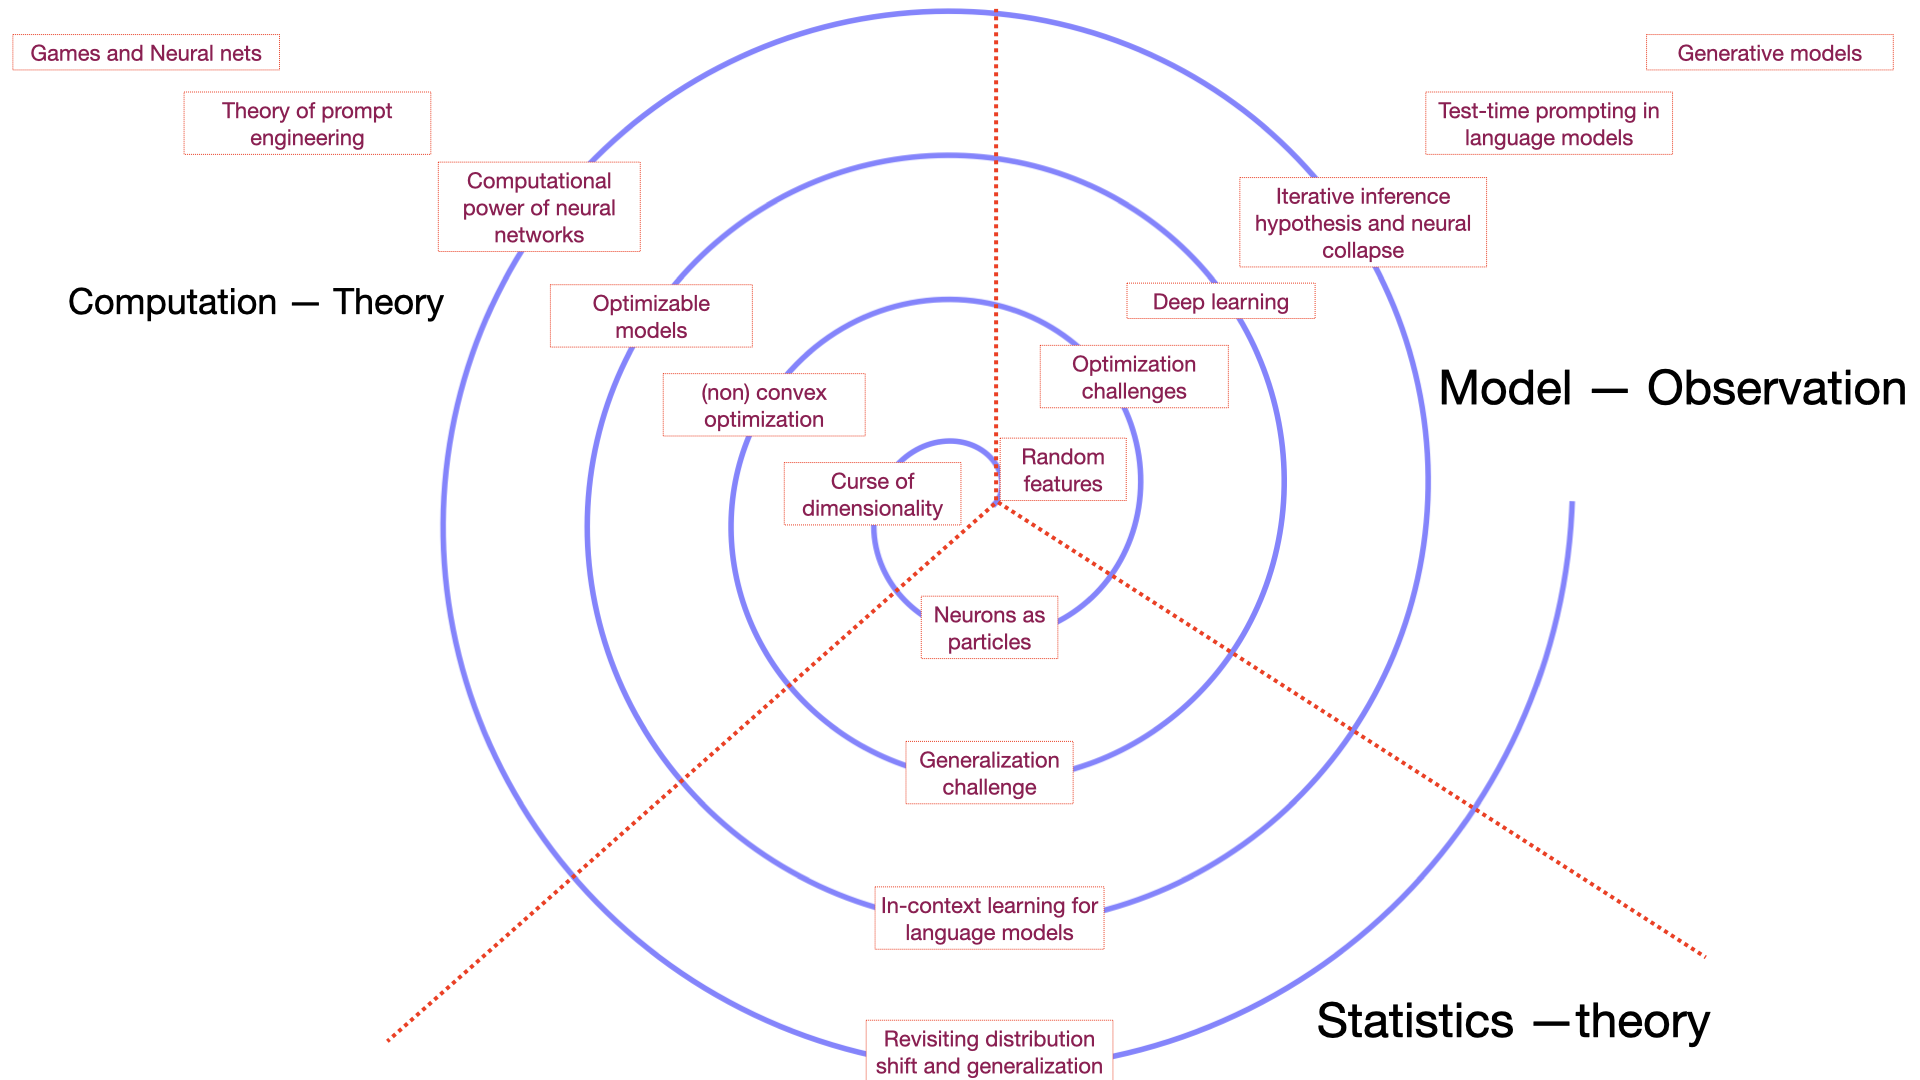 Games and Neural nets
Generative models
Theory of prompt
engineering
Test-time prompting in
language models
Computational
power of neural
networks
Iterative inference
hypothesis and neural
collapse
Computation — Theory
Optimizable
models
Deep learning
Optimization
challenges
Model — Observation
(non) convex
optimization
Random
features
Curse of
dimensionality
Neurons as
particles
Generalization
challenge
In-context learning for
language models
Statistics —theory
Revisiting distribution
shift and generalization